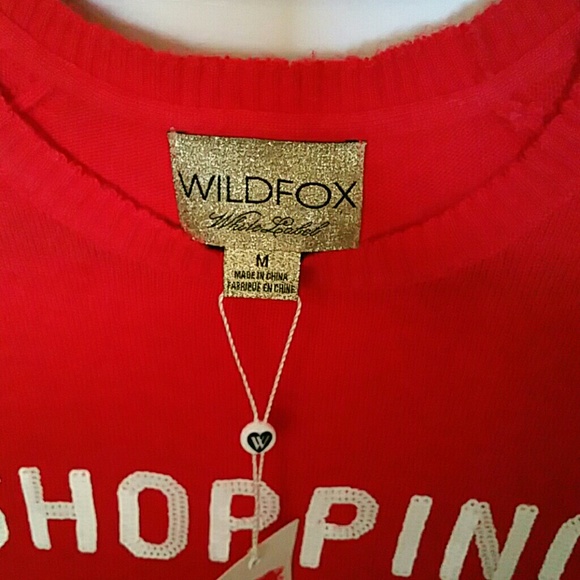 WILDFOX
White Label
M
MADE IN CHINA
FABRIQUE EN CHINE
W
SHOPPING